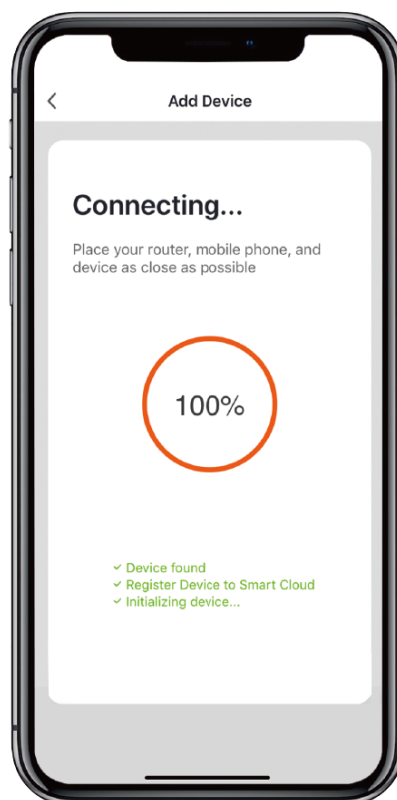 Add Device
Connecting...
Place your router, mobile phone, and
device as close as possible
100%
✓ Device found
✓ Register Device to Smart Cloud
✓ Initializing device...